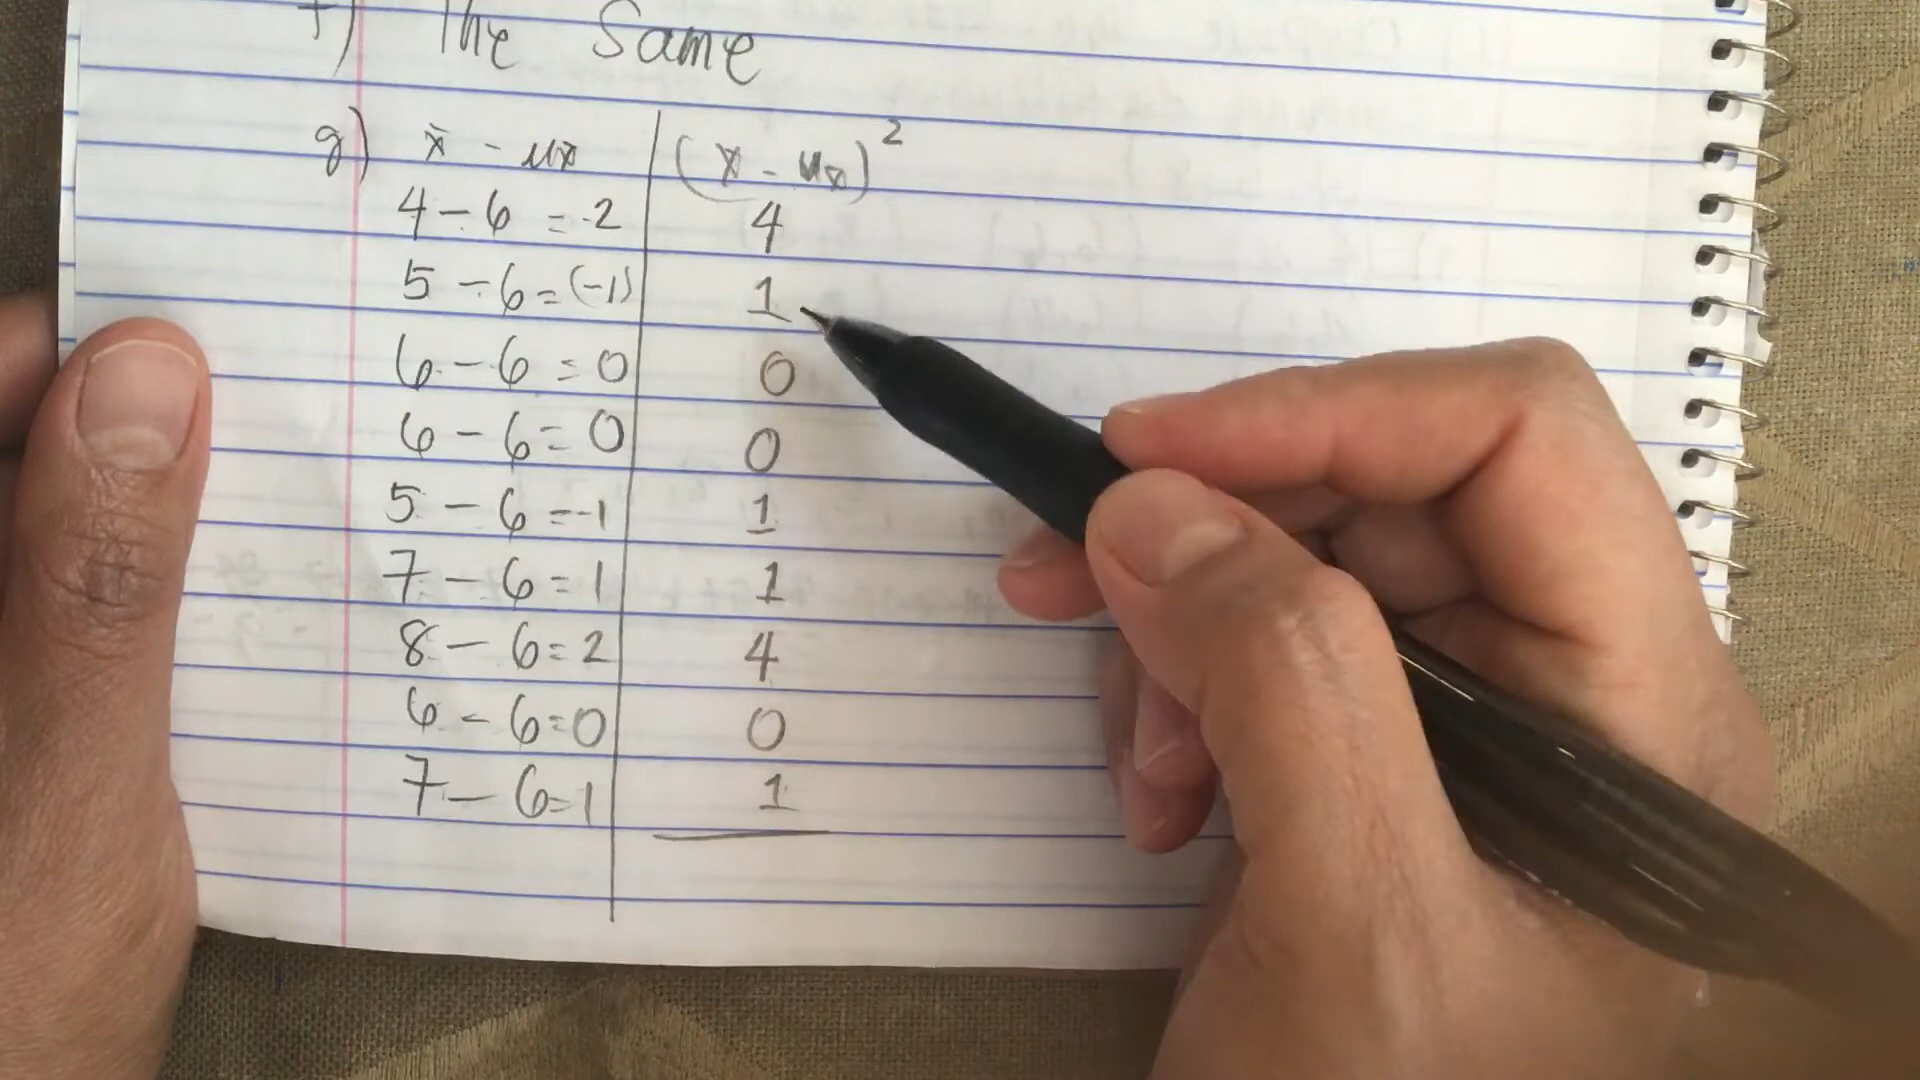 f) The Same
g) x̄ - μx̄ | (x̄ - μx̄)²
4 - 6 = -2 | 4
5 - 6 = (-1) | 1
6 - 6 = 0 | 0
6 - 6 = 0 | 0
5 - 6 = -1 | 1
7 - 6 = 1 | 1
8 - 6 = 2 | 4
6 - 6 = 0 | 0
7 - 6 = 1 | 1